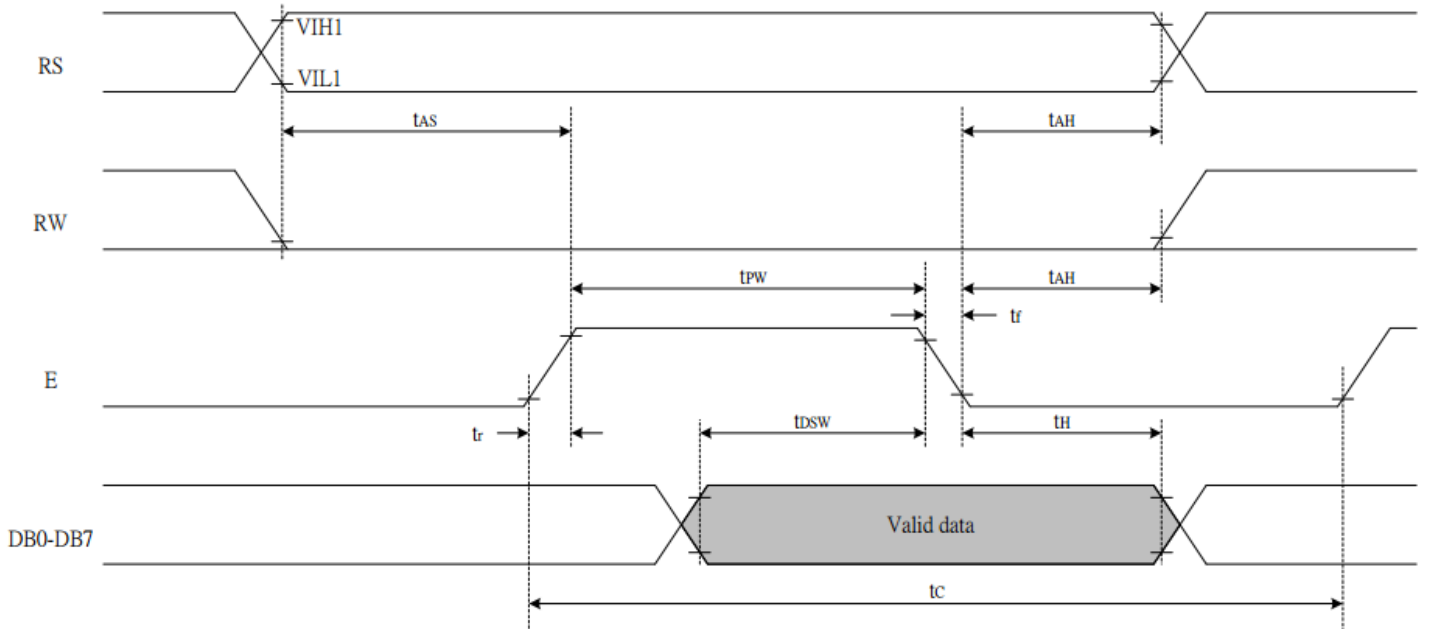 VIH1
RS
VIL1
tAS
tAH
RW
tPW
tAH
tf
E
tr
tDSW
tH
Valid data
DB0-DB7
tC